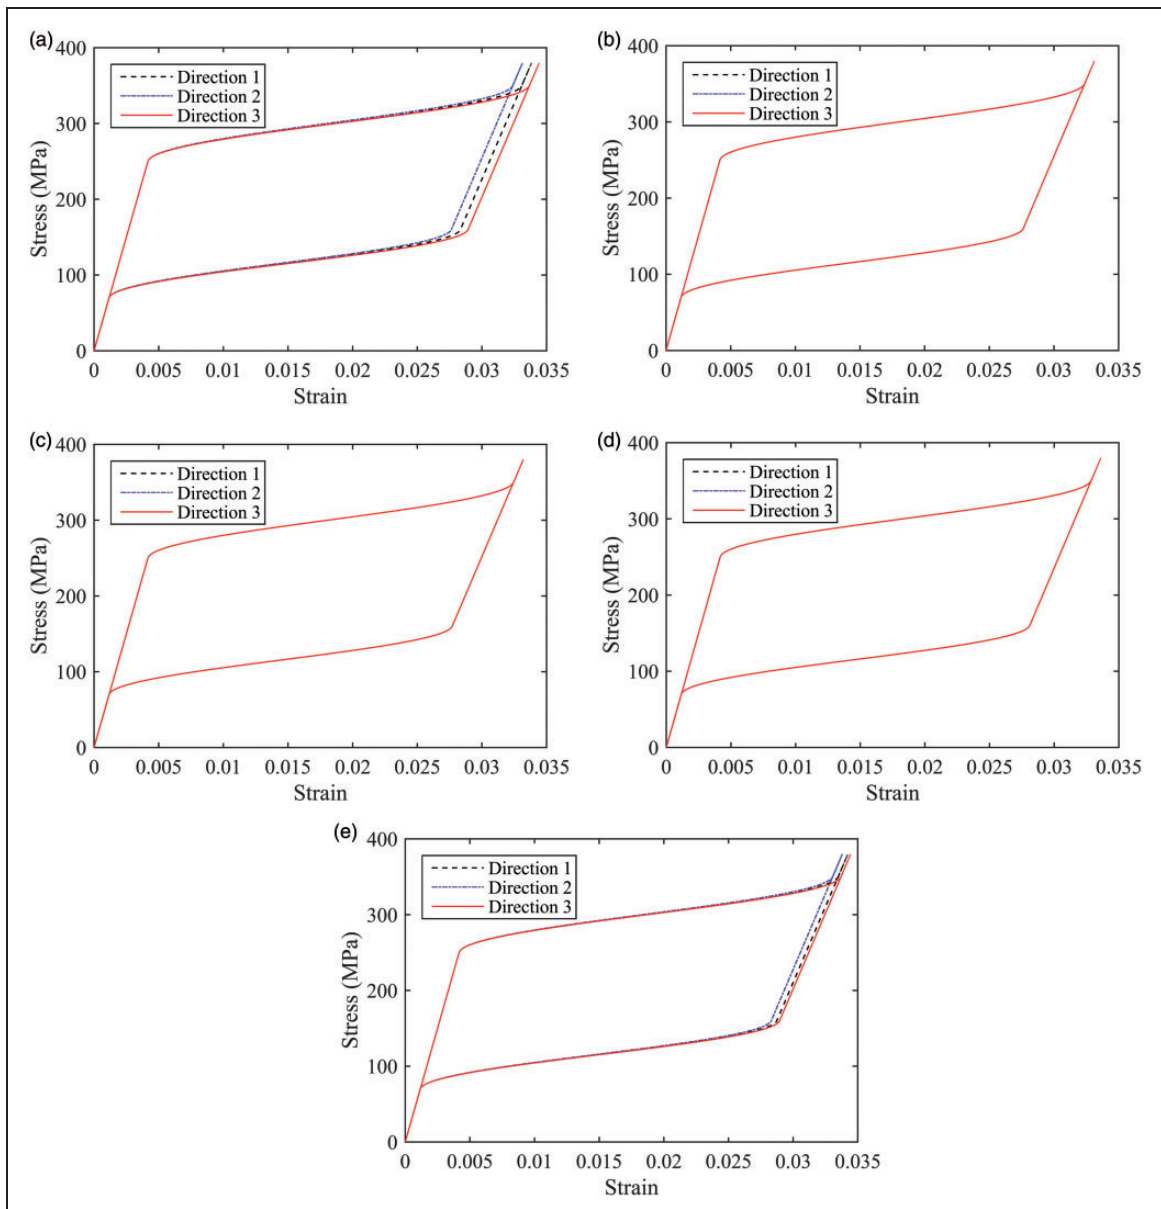 (a)
400
300
200
100
0
Stress (MPa)
Direction 1
Direction 2
Direction 3
0 0.005 0.01 0.015 0.02 0.025 0.03 0.035
Strain
(b)
400
300
200
100
0
Stress (MPa)
Direction 1
Direction 2
Direction 3
0 0.005 0.01 0.015 0.02 0.025 0.03 0.035
Strain
(c)
400
300
200
100
0
Stress (MPa)
Direction 1
Direction 2
Direction 3
0 0.005 0.01 0.015 0.02 0.025 0.03 0.035
Strain
(d)
400
300
200
100
0
Stress (MPa)
Direction 1
Direction 2
Direction 3
0 0.005 0.01 0.015 0.02 0.025 0.03 0.035
Strain
(e)
400
300
200
100
0
Stress (MPa)
Direction 1
Direction 2
Direction 3
0 0.005 0.01 0.015 0.02 0.025 0.03 0.035
Strain